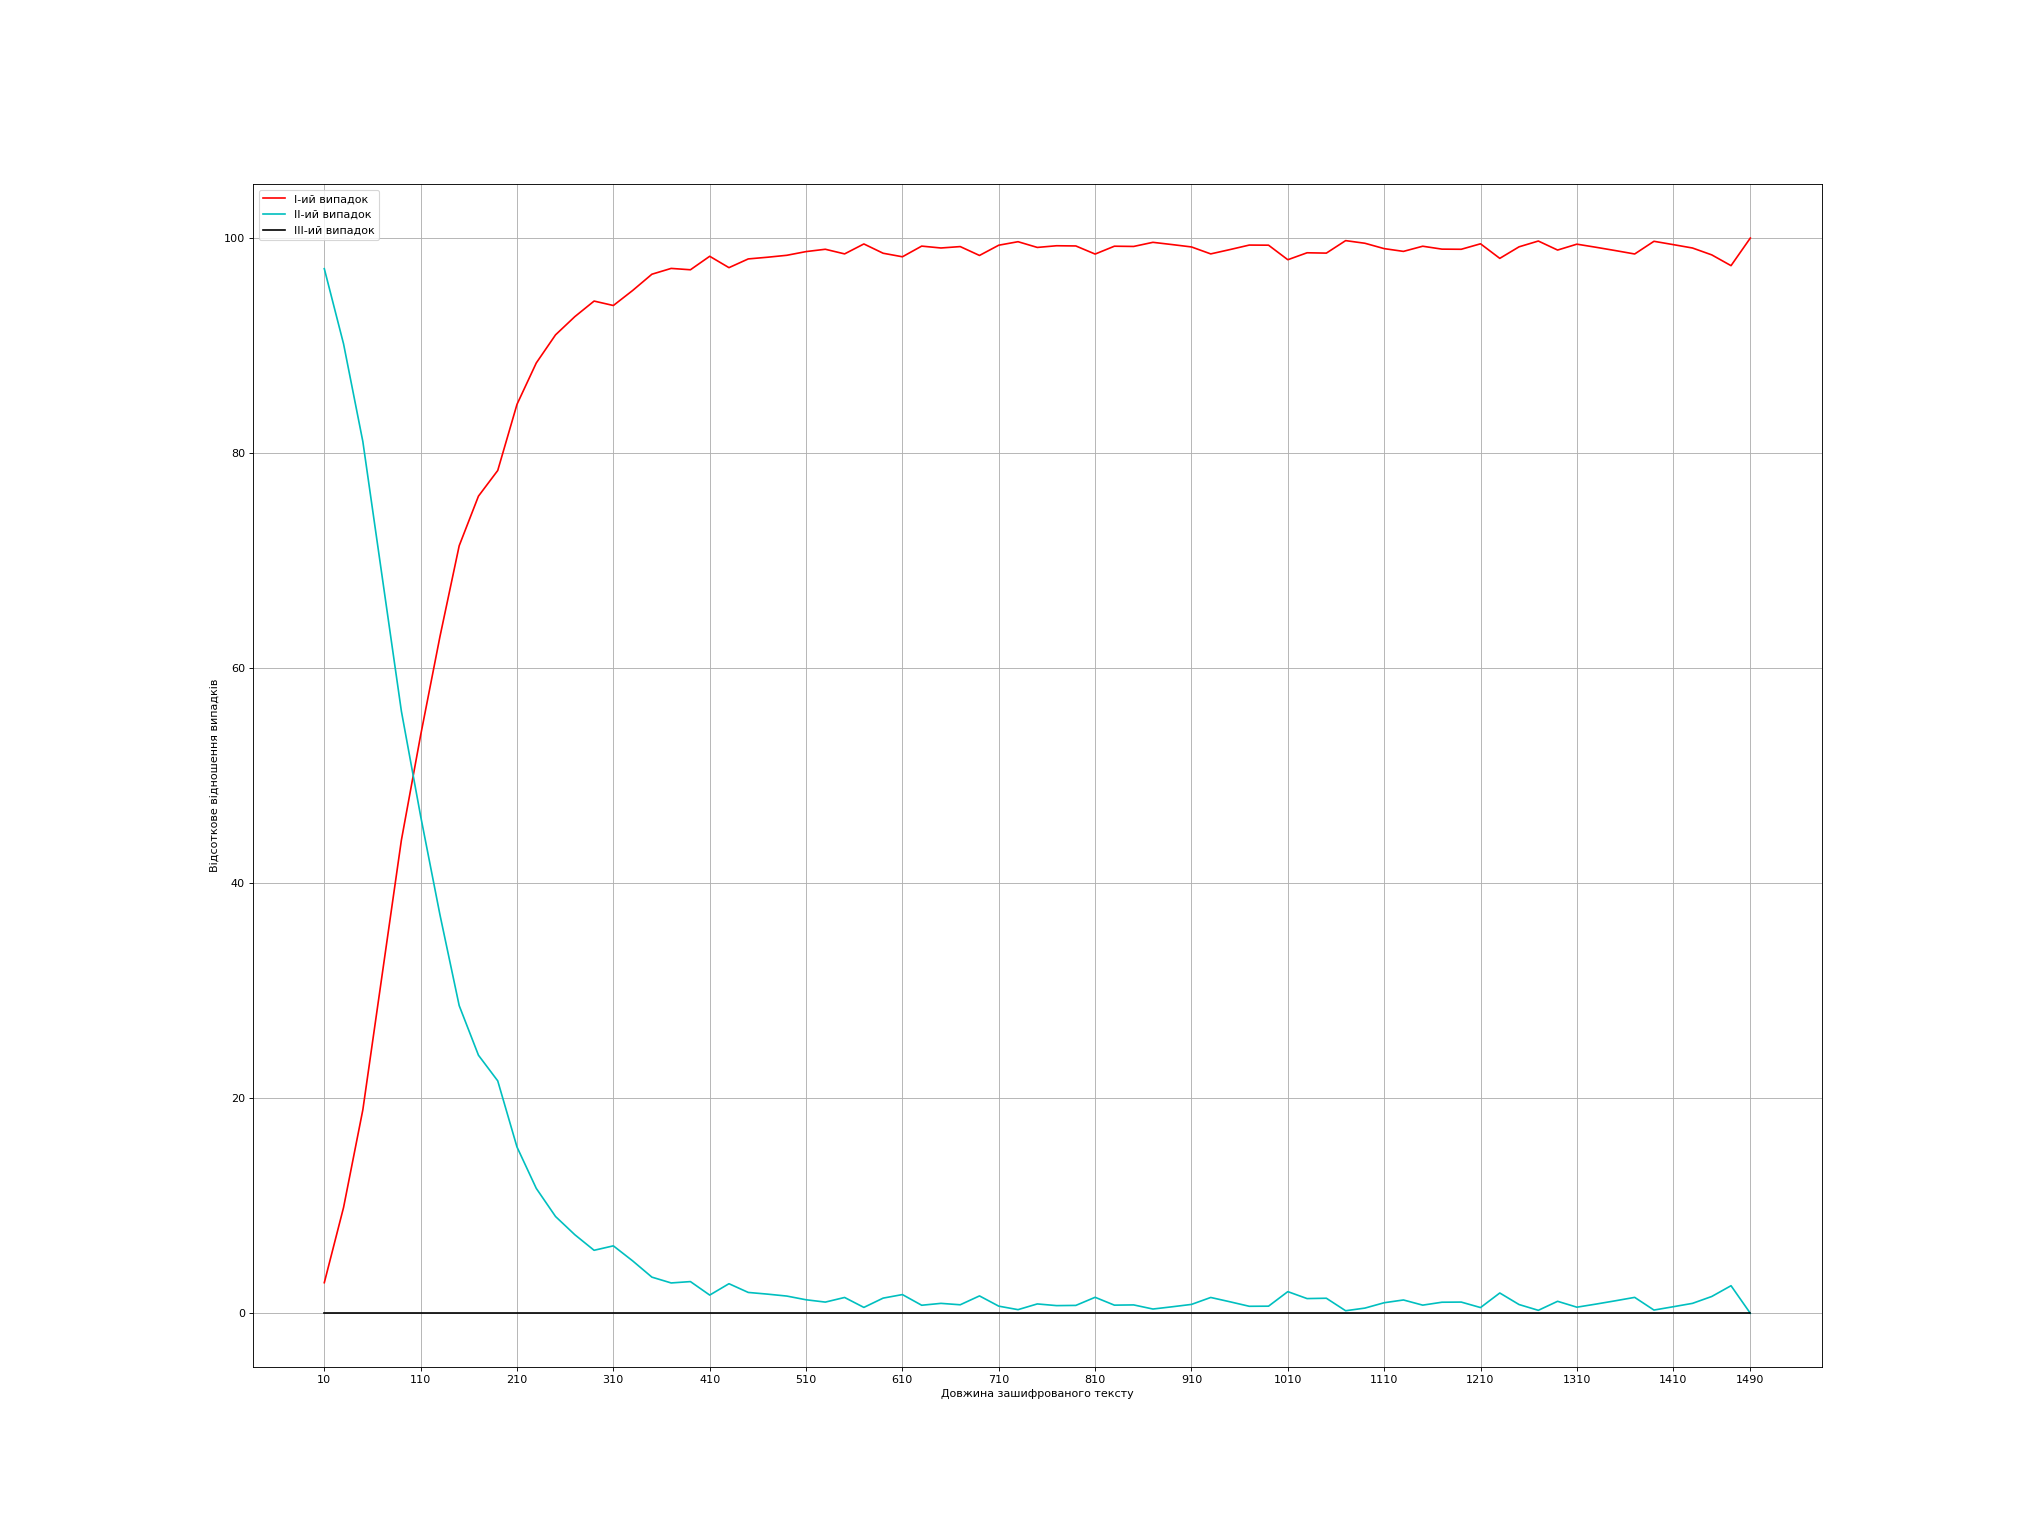 I-ий випадок
II-ий випадок
III-ий випадок
100
80
60
40
20
0
Відсоткове відношення випадків
10 110 210 310 410 510 610 710 810 910 1010 1110 1210 1310 1410 1490
Довжина зашифрованого тексту